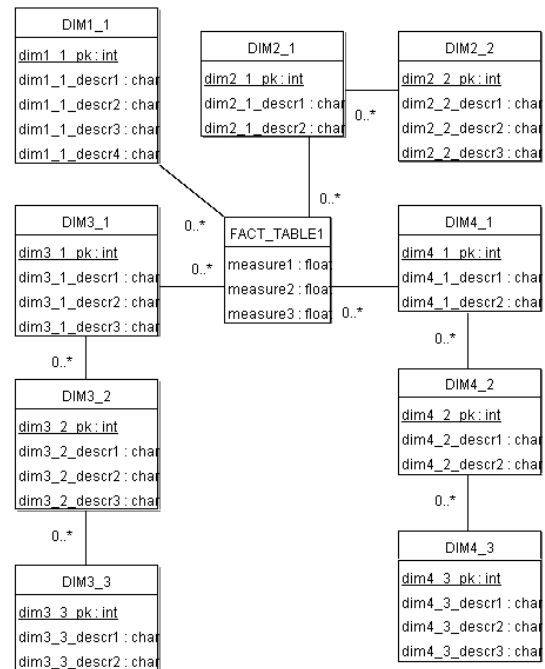 DIM1_1
dim1_1_pk : int
dim1_1_descr1 : char
dim1_1_descr2 : char
dim1_1_descr3 : char
dim1_1_descr4 : char
DIM2_1
dim2_1_pk : int
dim2_1_descr1 : char
dim2_1_descr2 : char
0..*
DIM2_2
dim2_2_pk : int
dim2_2_descr1 : char
dim2_2_descr2 : char
dim2_2_descr3 : char
0..*
0..*
FACT_TABLE1
measure1 : float
measure2 : float
measure3 : float
0..*
0..*
DIM3_1
dim3_1_pk : int
dim3_1_descr1 : char
dim3_1_descr2 : char
dim3_1_descr3 : char
0..*
DIM4_1
dim4_1_pk : int
dim4_1_descr1 : char
dim4_1_descr2 : char
0..*
DIM3_2
dim3_2_pk : int
dim3_2_descr1 : char
dim3_2_descr2 : char
dim3_2_descr3 : char
0..*
DIM4_2
dim4_2_pk : int
dim4_2_descr1 : char
dim4_2_descr2 : char
0..*
DIM3_3
dim3_3_pk : int
dim3_3_descr1 : char
dim3_3_descr2 : char
DIM4_3
dim4_3_pk : int
dim4_3_descr1 : char
dim4_3_descr2 : char
dim4_3_descr3 : char